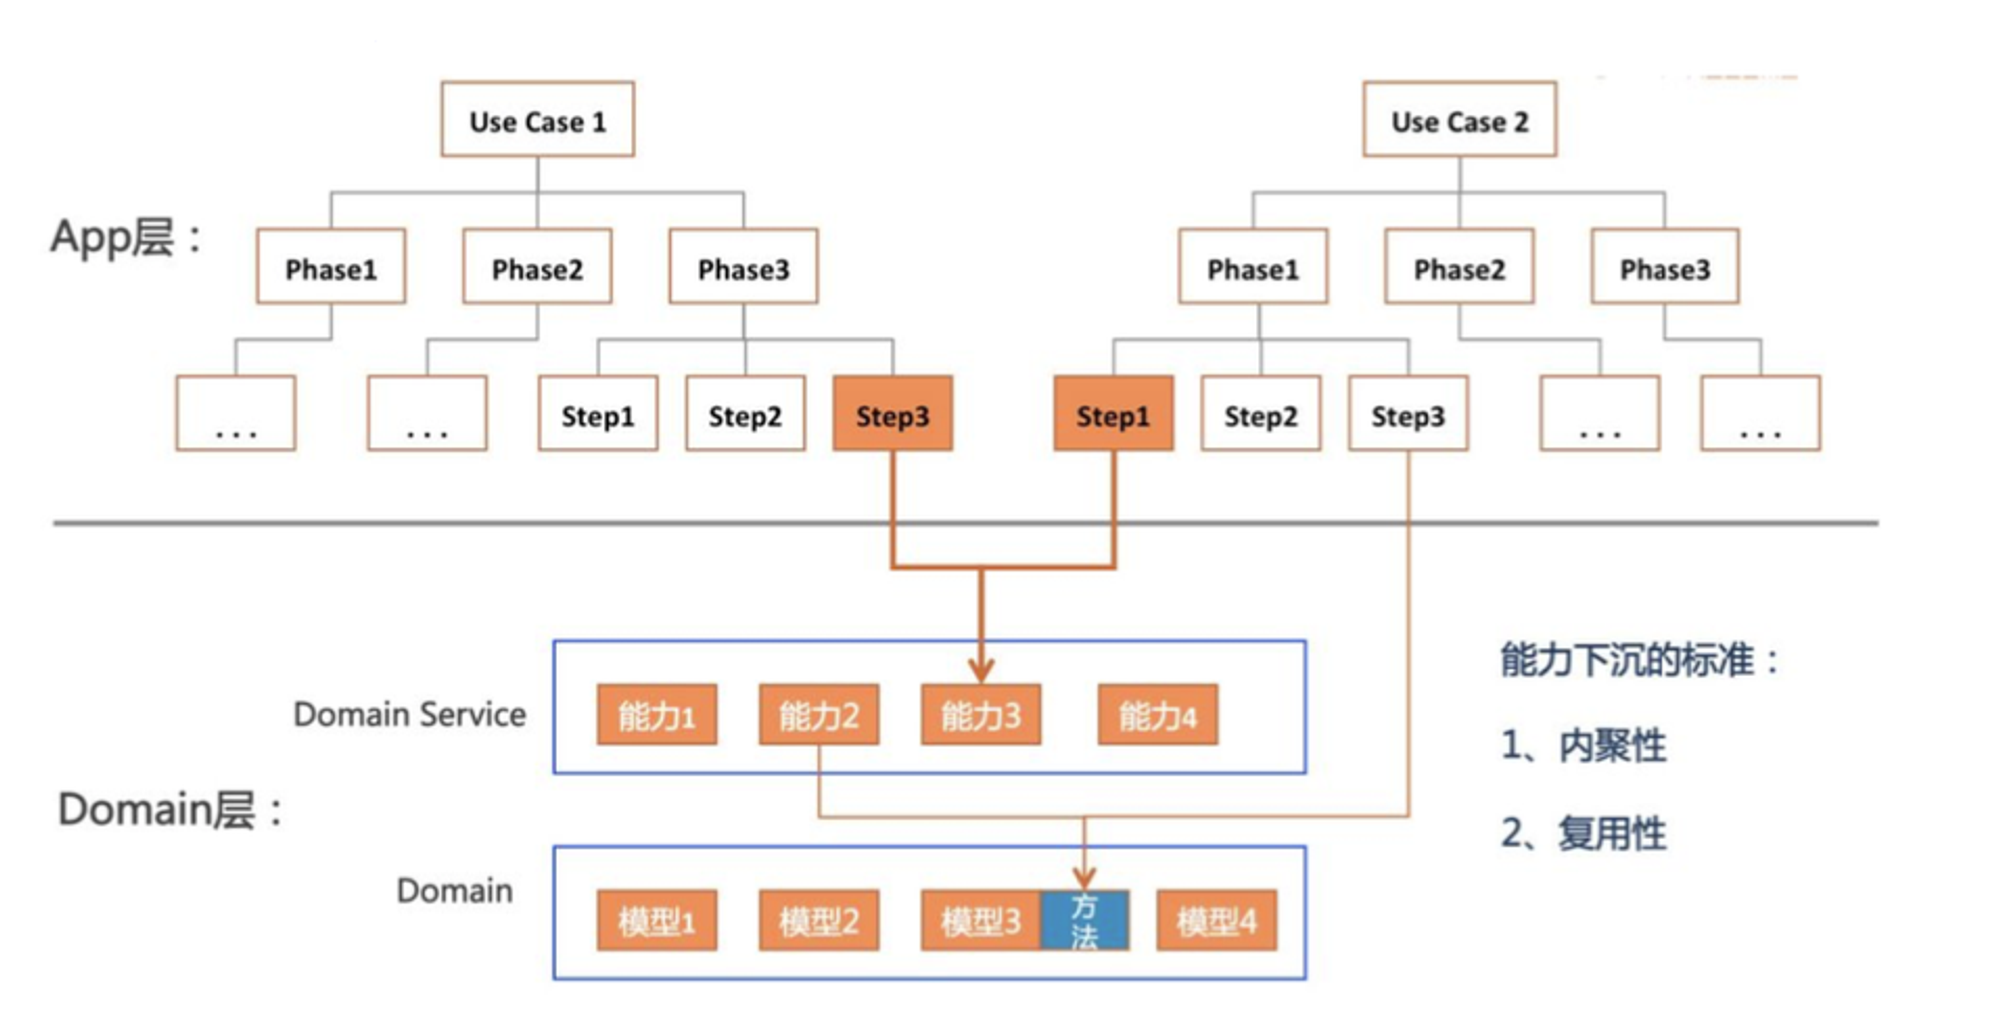 Use Case 1
Use Case 2
App层：
Phase1
Phase2
Phase3
Phase1
Phase2
Phase3
...
...
Step1
Step2
Step3
Step1
Step2
Step3
...
...
Domain Service
能力1
能力2
能力3
能力4
能力下沉的标准：
1、内聚性
2、复用性
Domain层：
Domain
模型1
模型2
模型3
方
法
模型4